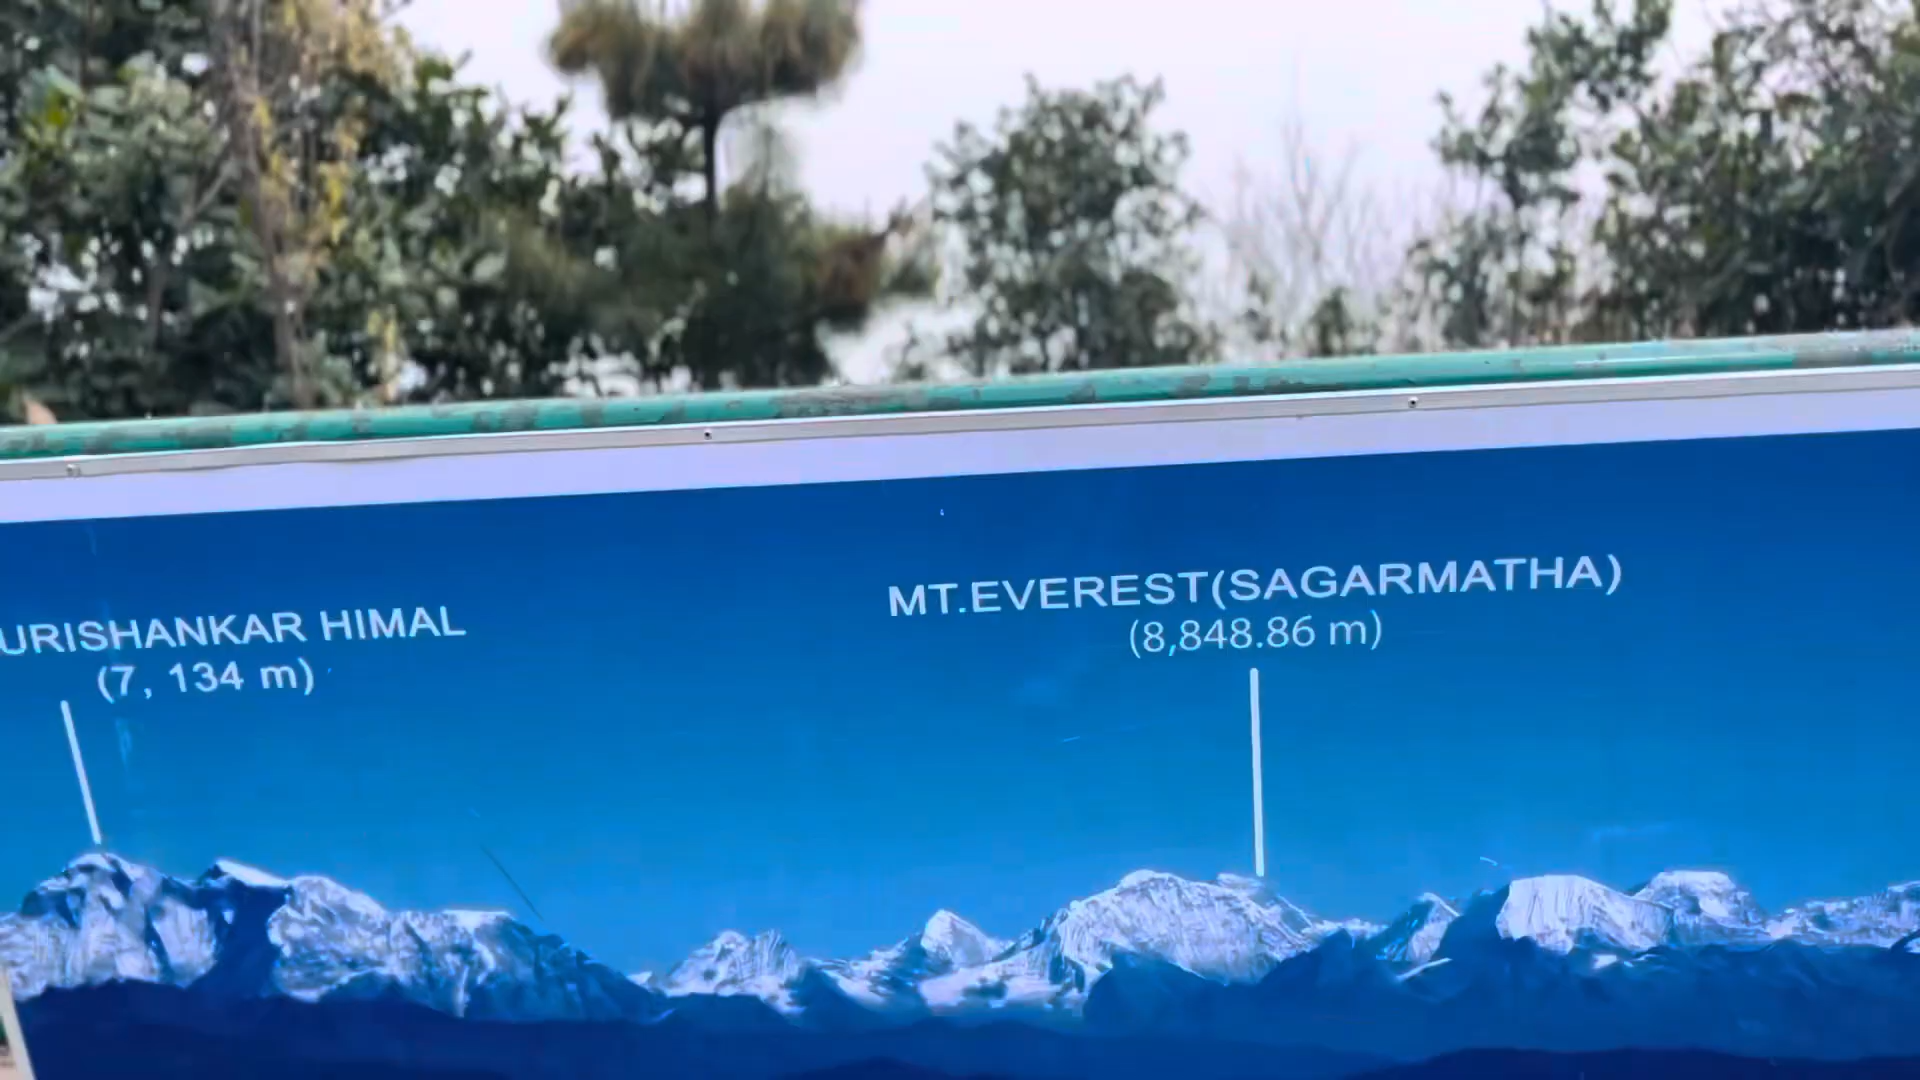 URISHANKAR HIMAL
(7, 134 m)
MT.EVEREST(SAGARMATHA)
(8,848.86 m)